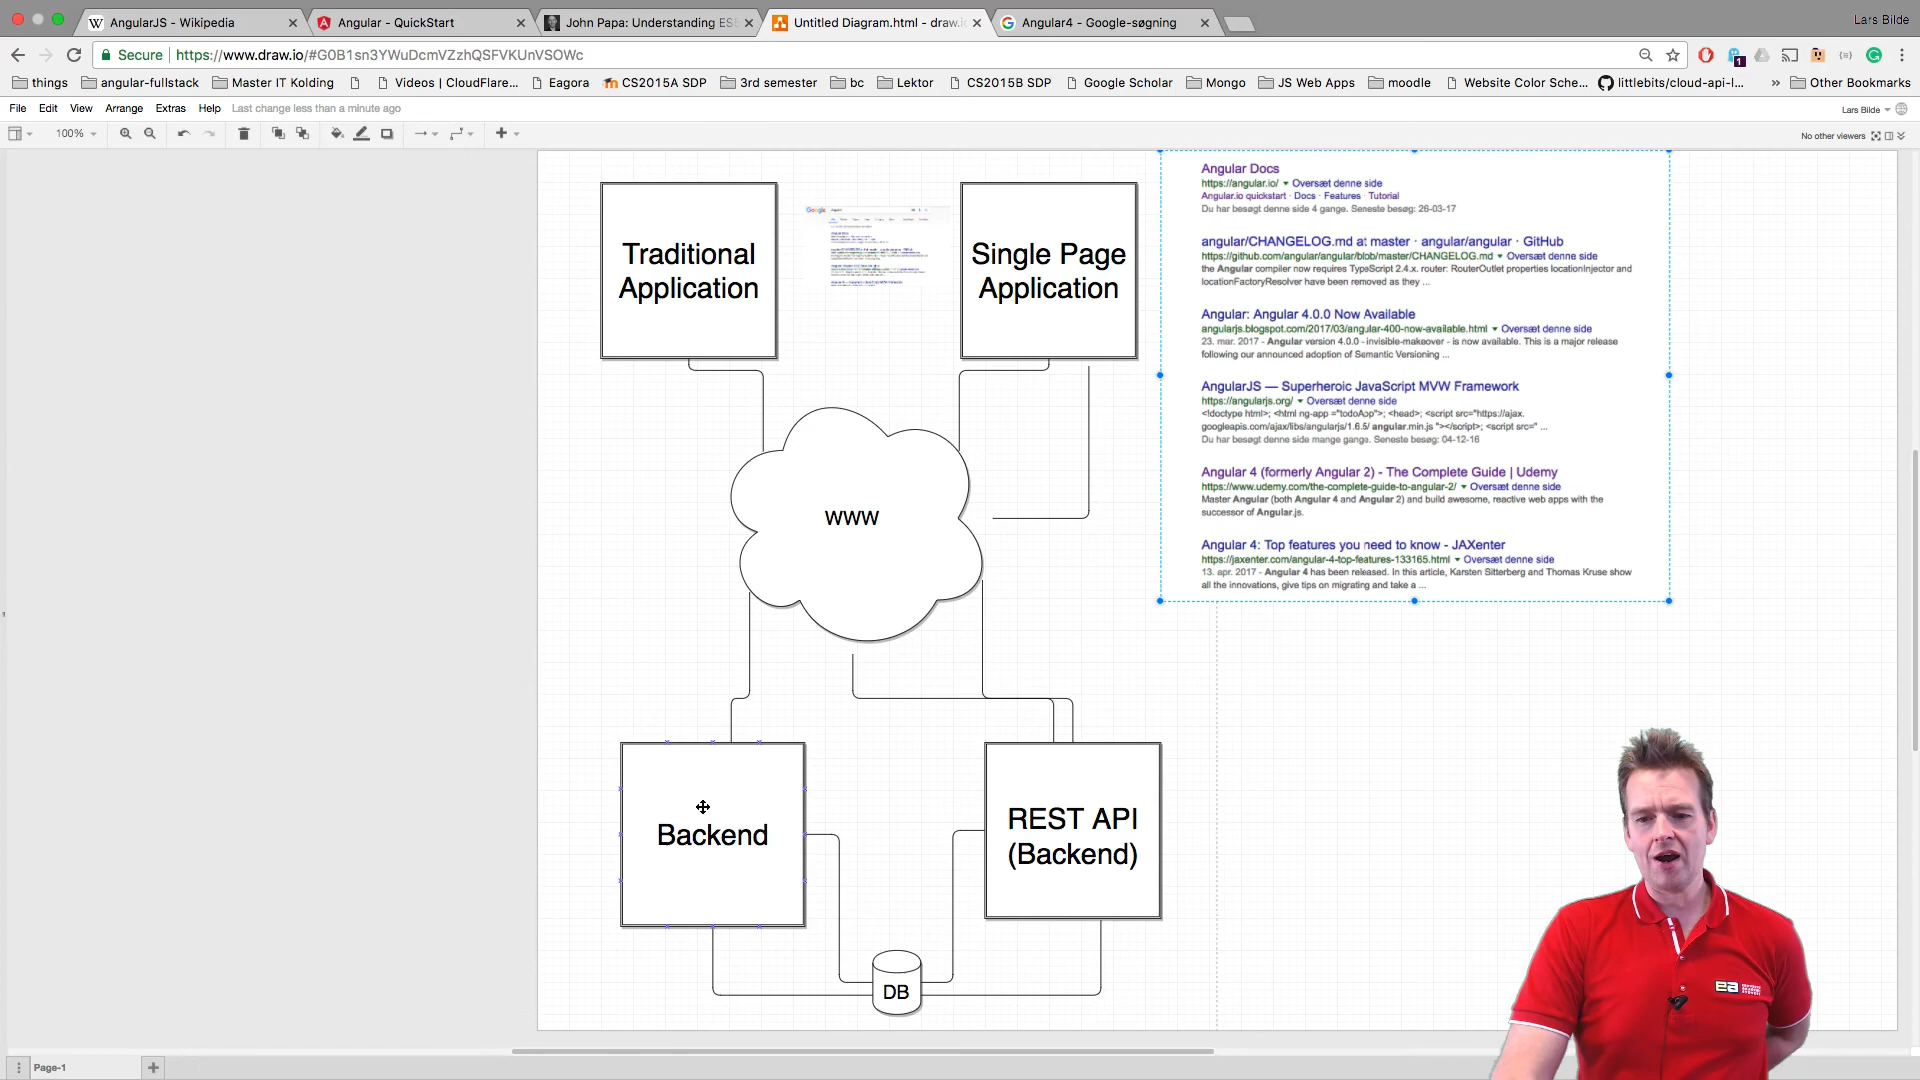 AngularJS - Wikipedia
Angular - QuickStart
John Papa: Understanding ES5
Untitled Diagram.html - draw.io
Angular4 - Google-søgning
Lars Bilde
Secure
https://www.draw.io/#G0B1sn3YWuDcmVZzhQSFVKUnVSOWc
1
things
angular-fullstack
Master IT Kolding
Videos | CloudFlare...
Eagora
CS2015A SDP
3rd semester
bc
Lektor
CS2015B SDP
Google Scholar
Mongo
JS Web Apps
moodle
Website Color Sche...
littlebits/cloud-api-l...
»
Other Bookmarks
File Edit View Arrange Extras Help Last change less than a minute ago
Lars Bilde
100%
No other viewers
Traditional
Application
Google
Single Page
Application
WWW
Backend
REST API
(Backend)
DB
Angular Docs
https://angular.io/ ▾ Oversæt denne side
Angular.io quickstart · Docs · Features · Tutorial
Du har besøgt denne side 4 gange. Seneste besøg: 26-03-17
angular/CHANGELOG.md at master · angular/angular · GitHub
https://github.com/angular/angular/blob/master/CHANGELOG.md ▾ Oversæt denne side
the Angular compiler now requires TypeScript 2.4.x. router: RouterOutlet properties locationInjector and
locationFactoryResolver have been removed as they ...
Angular: Angular 4.0.0 Now Available
angularjs.blogspot.com/2017/03/angular-400-now-available.html ▾ Oversæt denne side
23. mar. 2017 - Angular version 4.0.0 - invisible-makeover - is now available. This is a major release
following our announced adoption of Semantic Versioning ...
AngularJS — Superheroic JavaScript MVW Framework
https://angularjs.org/ ▾ Oversæt denne side
<!doctype html>; <html ng-app ="todoApp">; <head>; <script src="https://ajax.
googleapis.com/ajax/libs/angularjs/1.6.5/ angular.min.js "></script>; <script src=" ...
Du har besøgt denne side mange gange. Seneste besøg: 04-12-16
Angular 4 (formerly Angular 2) - The Complete Guide | Udemy
https://www.udemy.com/the-complete-guide-to-angular-2/ ▾ Oversæt denne side
Master Angular (both Angular 4 and Angular 2) and build awesome, reactive web apps with the
successor of Angular.js.
Angular 4: Top features you need to know - JAXenter
https://jaxenter.com/angular-4-top-features-133165.html ▾ Oversæt denne side
13. apr. 2017 - Angular 4 has been released. In this article, Karsten Sitterberg and Thomas Kruse show
all the innovations, give tips on migrating and take a ...
ea
Page-1